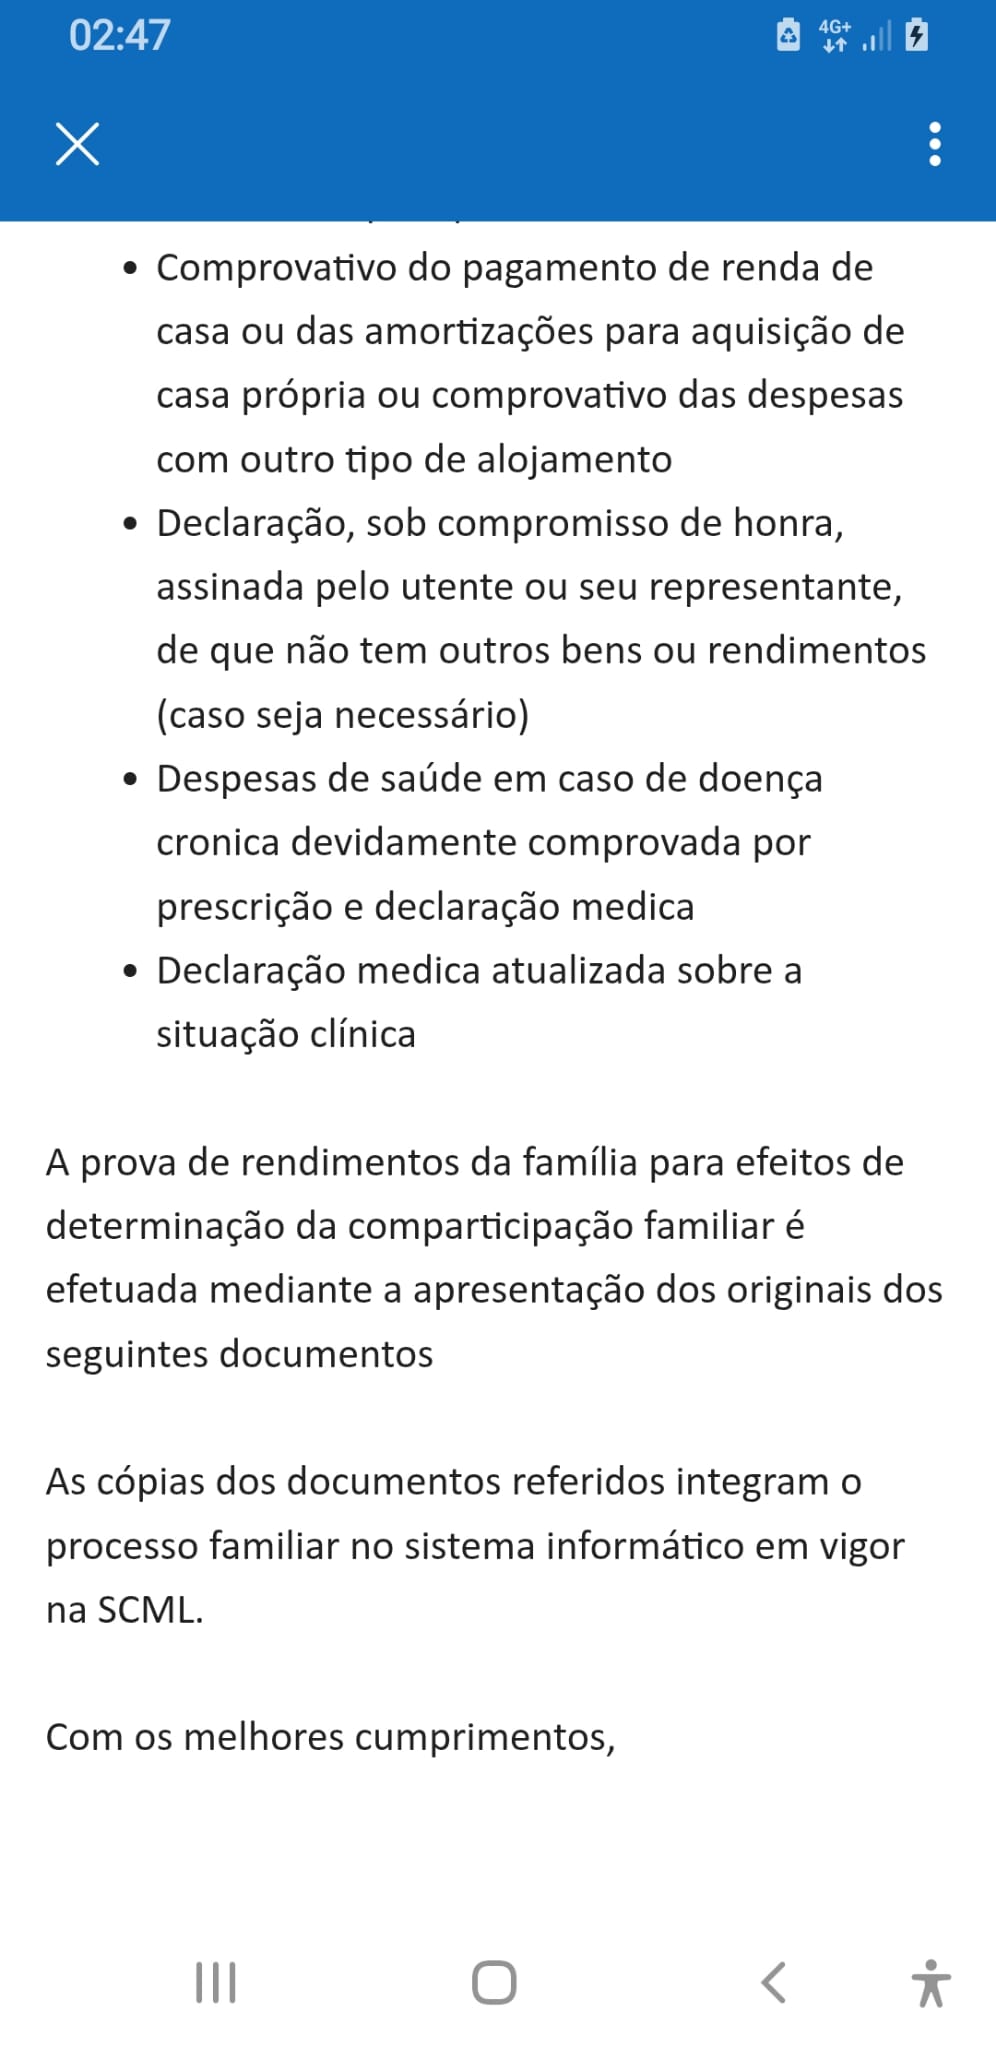 02:47
4G+
• Comprovativo do pagamento de renda de
casa ou das amortizações para aquisição de
casa própria ou comprovativo das despesas
com outro tipo de alojamento
• Declaração, sob compromisso de honra,
assinada pelo utente ou seu representante,
de que não tem outros bens ou rendimentos
(caso seja necessário)
• Despesas de saúde em caso de doença
cronica devidamente comprovada por
prescrição e declaração medica
• Declaração medica atualizada sobre a
situação clínica
A prova de rendimentos da família para efeitos de
determinação da comparticipação familiar é
efetuada mediante a apresentação dos originais dos
seguintes documentos
As cópias dos documentos referidos integram o
processo familiar no sistema informático em vigor
na SCML.
Com os melhores cumprimentos,